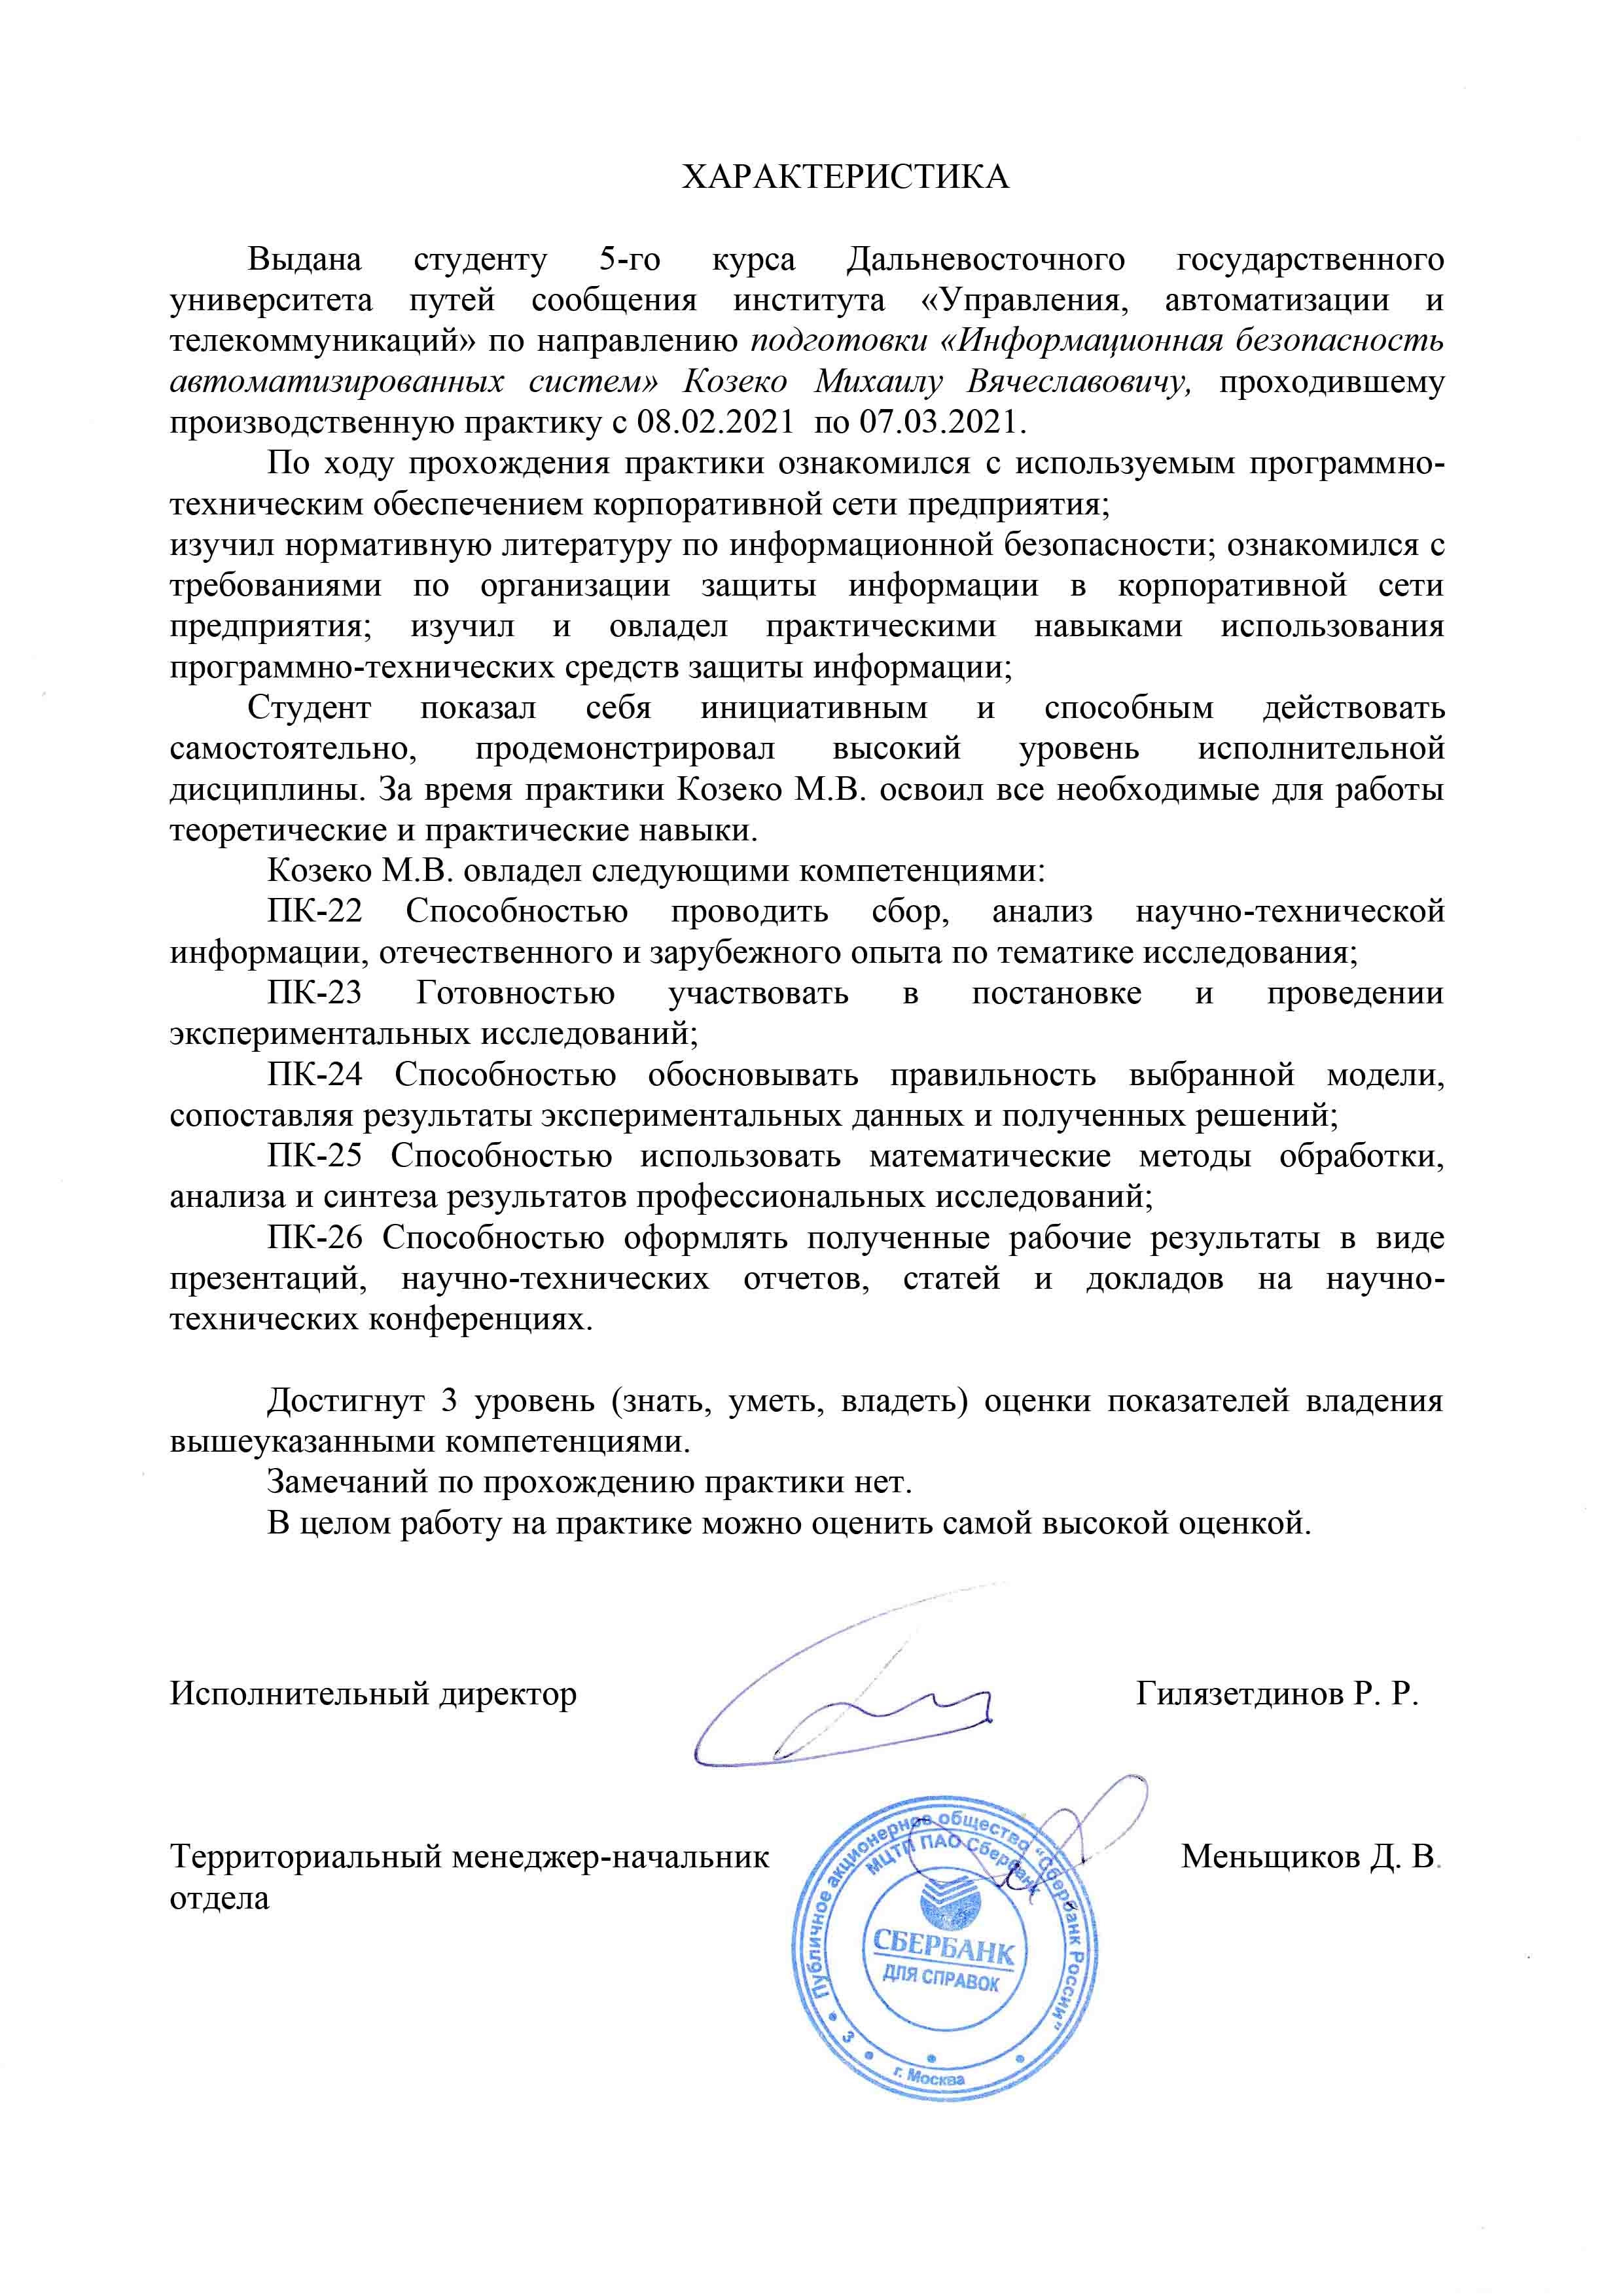 ХАРАКТЕРИСТИКА
Выдана студенту 5-го курса Дальневосточного государственного
университета путей сообщения института «Управления, автоматизации и
телекоммуникаций» по направлению подготовки «Информационная безопасность
автоматизированных систем» Козеко Михаилу Вячеславовичу, проходившему
производственную практику с 08.02.2021 по 07.03.2021.
По ходу прохождения практики ознакомился с используемым программно-
техническим обеспечением корпоративной сети предприятия;
изучил нормативную литературу по информационной безопасности; ознакомился с
требованиями по организации защиты информации в корпоративной сети
предприятия; изучил и овладел практическими навыками использования
программно-технических средств защиты информации;
Студент показал себя инициативным и способным действовать
самостоятельно, продемонстрировал высокий уровень исполнительной
дисциплины. За время практики Козеко М.В. освоил все необходимые для работы
теоретические и практические навыки.
Козеко М.В. овладел следующими компетенциями:
ПК-22 Способностью проводить сбор, анализ научно-технической
информации, отечественного и зарубежного опыта по тематике исследования;
ПК-23 Готовностью участвовать в постановке и проведении
экспериментальных исследований;
ПК-24 Способностью обосновывать правильность выбранной модели,
сопоставляя результаты экспериментальных данных и полученных решений;
ПК-25 Способностью использовать математические методы обработки,
анализа и синтеза результатов профессиональных исследований;
ПК-26 Способностью оформлять полученные рабочие результаты в виде
презентаций, научно-технических отчетов, статей и докладов на научно-
технических конференциях.
Достигнут 3 уровень (знать, уметь, владеть) оценки показателей владения
вышеуказанными компетенциями.
Замечаний по прохождению практики нет.
В целом работу на практике можно оценить самой высокой оценкой.
Исполнительный директор Гилязетдинов Р. Р.
Территориальный менеджер-начальник Меньщиков Д. В.
отдела
Публичное акционерное общество "Сбербанк России"
МЦТП ПАО Сбербанк
СБЕРБАНК
ДЛЯ СПРАВОК
3
г. Москва